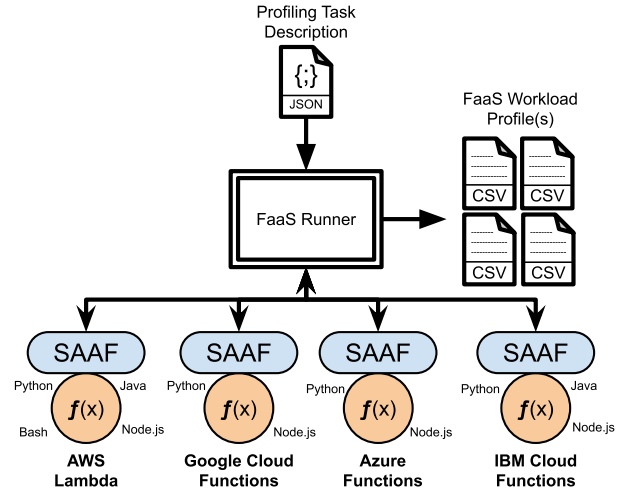 Profiling Task
Description
{;}
JSON
FaaS Workload
Profile(s)
CSV CSV
CSV CSV
FaaS Runner
SAAF SAAF SAAF SAAF
Python Java Python Python Python Java
f(x) f(x) f(x) f(x)
Bash Node.js Node.js Node.js Node.js
AWS Google Cloud Azure IBM Cloud
Lambda Functions Functions Functions